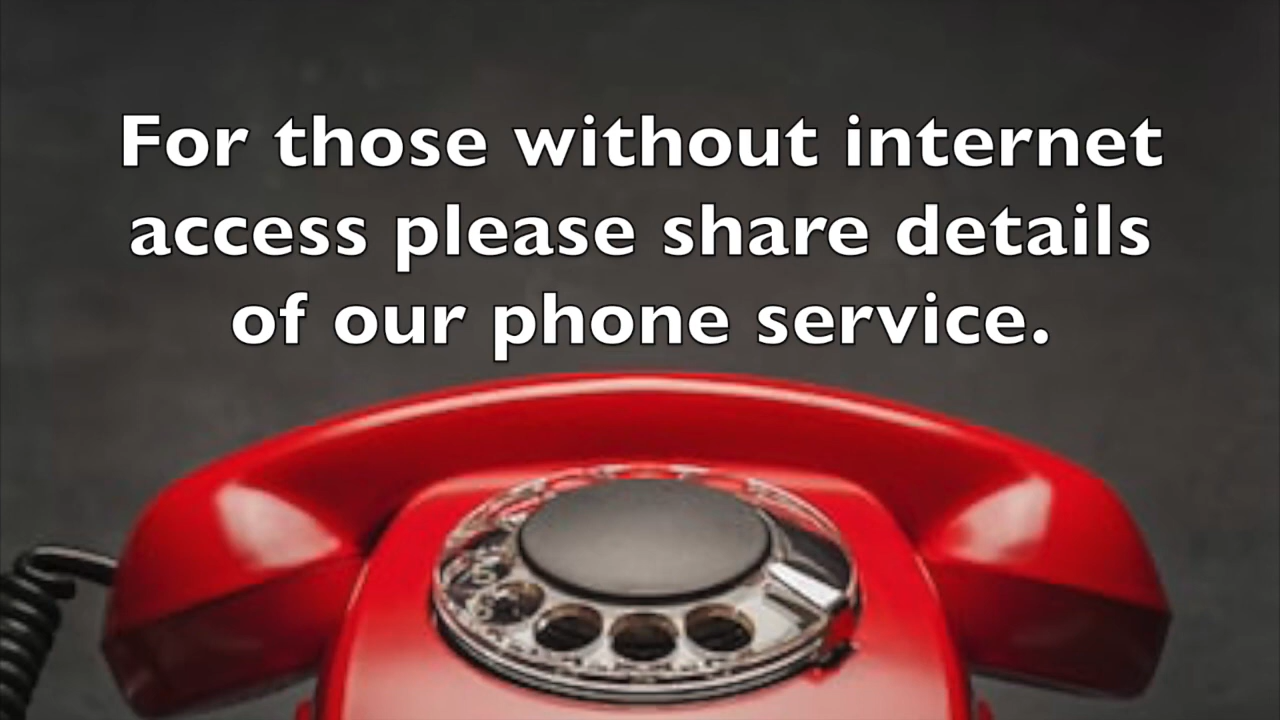 For those without internet
access please share details
of our phone service.